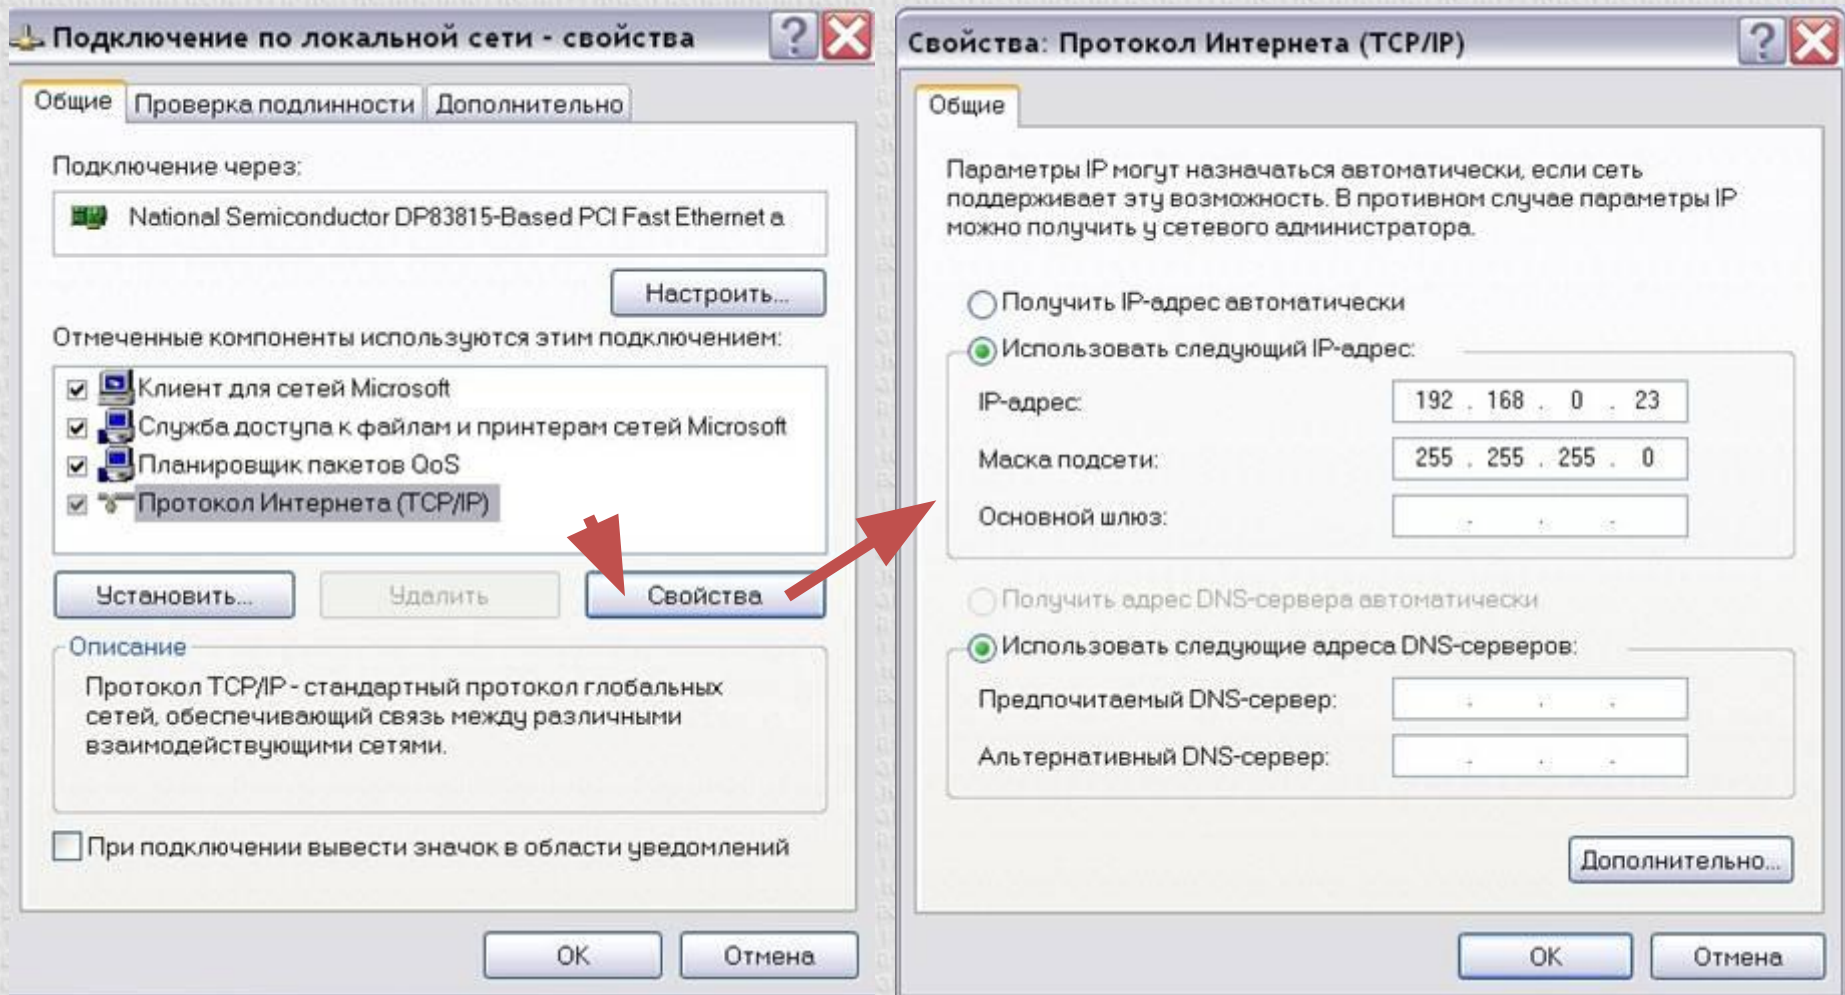 Подключение по локальной сети - свойства
Общие
Проверка подлинности
Дополнительно
Подключение через:
National Semiconductor DP83815-Based PCI Fast Ethernet a
Настроить...
Отмеченные компоненты используются этим подключением:
Клиент для сетей Microsoft
Служба доступа к файлам и принтерам сетей Microsoft
Планировщик пакетов QoS
Протокол Интернета (TCP/IP)
Установить...
Удалить
Свойства
Описание
Протокол TCP/IP - стандартный протокол глобальных
сетей, обеспечивающий связь между различными
взаимодействующими сетями.
При подключении вывести значок в области уведомлений
OK
Отмена
Свойства: Протокол Интернета (TCP/IP)
Общие
Параметры IP могут назначаться автоматически, если сеть
поддерживает эту возможность. В противном случае параметры IP
можно получить у сетевого администратора.
Получить IP-адрес автоматически
Использовать следующий IP-адрес:
IP-адрес: 192 . 168 . 0 . 23
Маска подсети: 255 . 255 . 255 . 0
Основной шлюз: . . .
Получить адрес DNS-сервера автоматически
Использовать следующие адреса DNS-серверов:
Предпочитаемый DNS-сервер: . . .
Альтернативный DNS-сервер: . . .
Дополнительно...
OK
Отмена